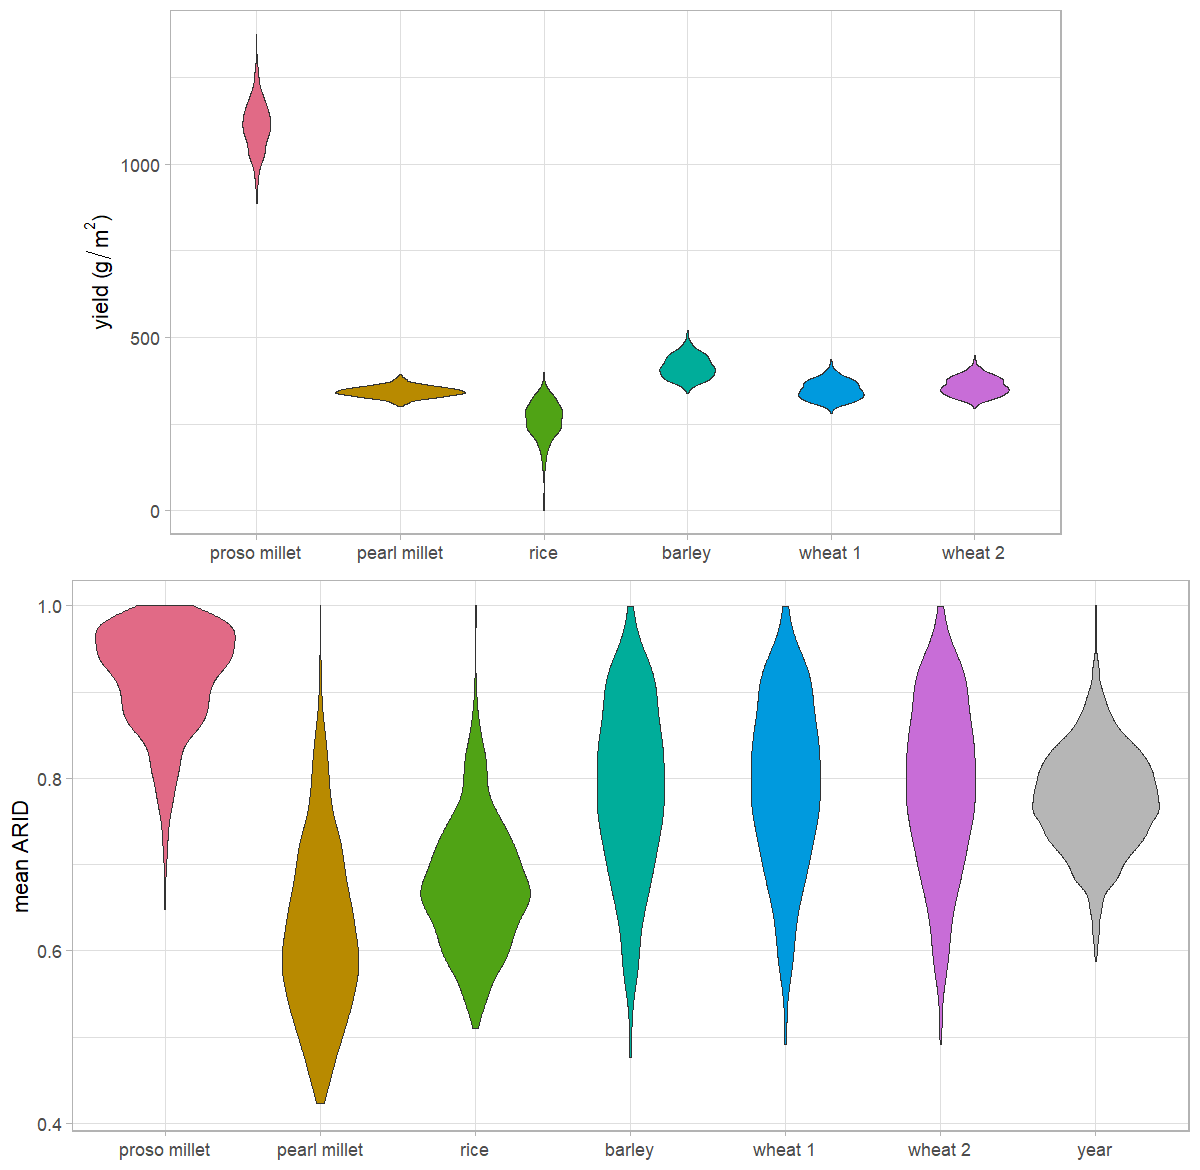 yield (g/m²)
1000
500
0
proso millet pearl millet rice barley wheat 1 wheat 2
mean ARID
1.0
0.8
0.6
0.4
proso millet pearl millet rice barley wheat 1 wheat 2 year